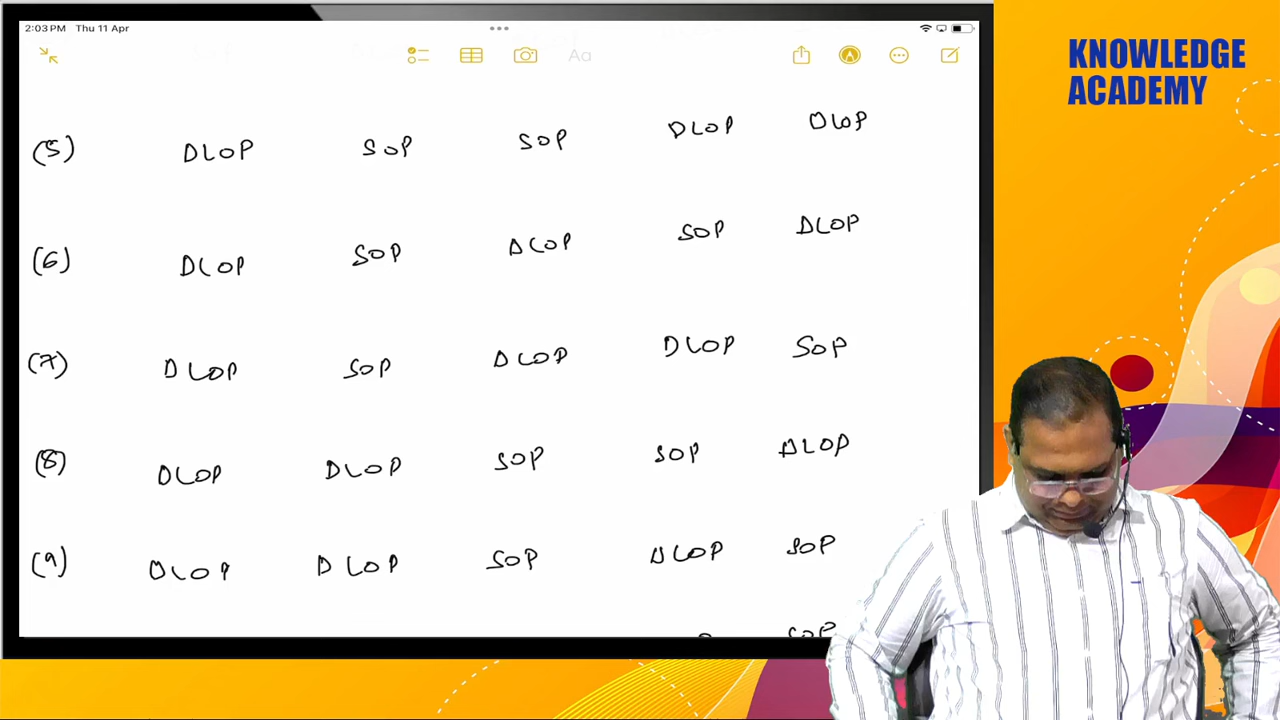 2:03 PM Thu 11 Apr
Aa
KNOWLEDGE
ACADEMY
(5) DLOP SOP SOP DLOP DLOP
(6) DLOP SOP DLOP SOP DLOP
(7) DLOP SOP DLOP DLOP SOP
(8) DLOP DLOP SOP SOP DLOP
(9) DLOP DLOP SOP DLOP SOP
SOP